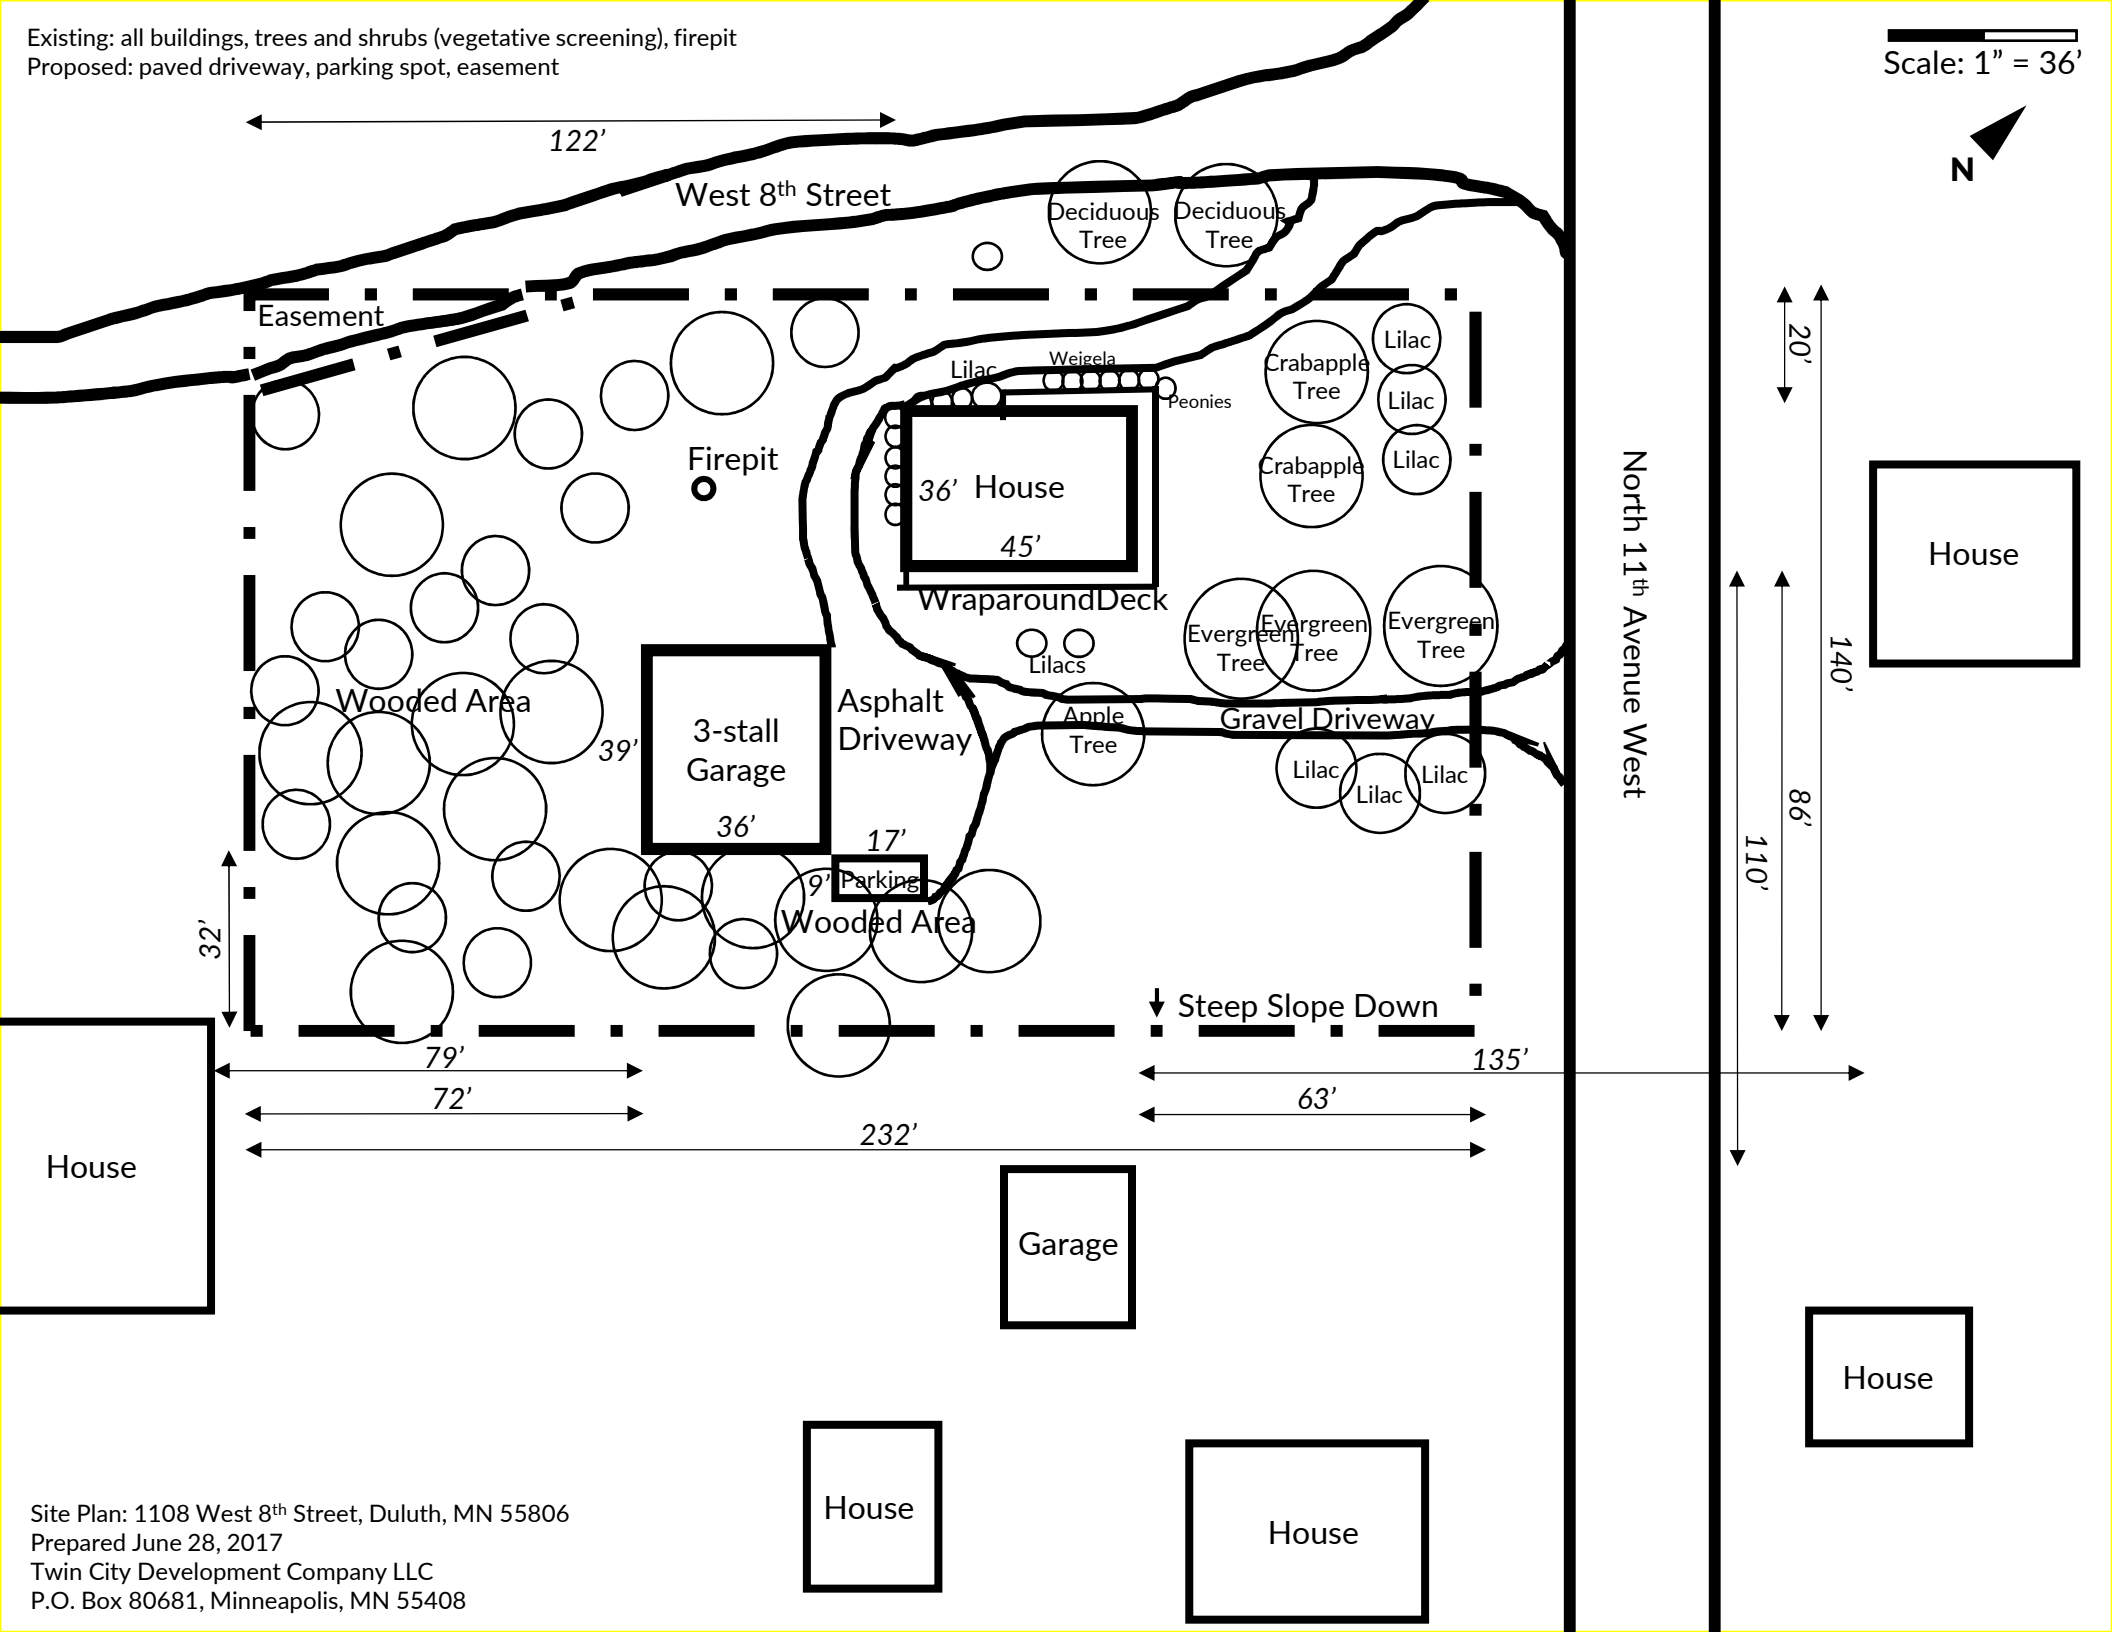 Existing: all buildings, trees and shrubs (vegetative screening), firepit
Proposed: paved driveway, parking spot, easement
Scale: 1” = 36’
N
122’
West 8th Street
Deciduous
Tree
Deciduous
Tree
Easement
20’
Lilac
Weigela
Peonies
Crabapple
Tree
Lilac
Lilac
Crabapple
Tree
Lilac
Firepit
36’
House
45’
WraparoundDeck
Lilacs
Evergreen
Tree
Evergreen
Tree
Evergreen
Tree
North 11th Avenue West
House
140’
86’
110’
Wooded Area
39’
3-stall
Garage
36’
Asphalt
Driveway
Apple
Tree
Gravel Driveway
Lilac
Lilac
Lilac
17’
9’
Parking
Wooded Area
32’
Steep Slope Down
79’
135’
72’
63’
232’
House
Garage
House
House
House
Site Plan: 1108 West 8th Street, Duluth, MN 55806
Prepared June 28, 2017
Twin City Development Company LLC
P.O. Box 80681, Minneapolis, MN 55408